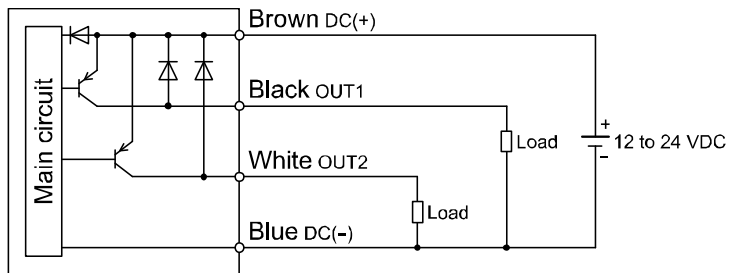 Main circuit
Brown DC(+)
Black OUT1
White OUT2
Blue DC(-)
Load
Load
+
12 to 24 VDC
-